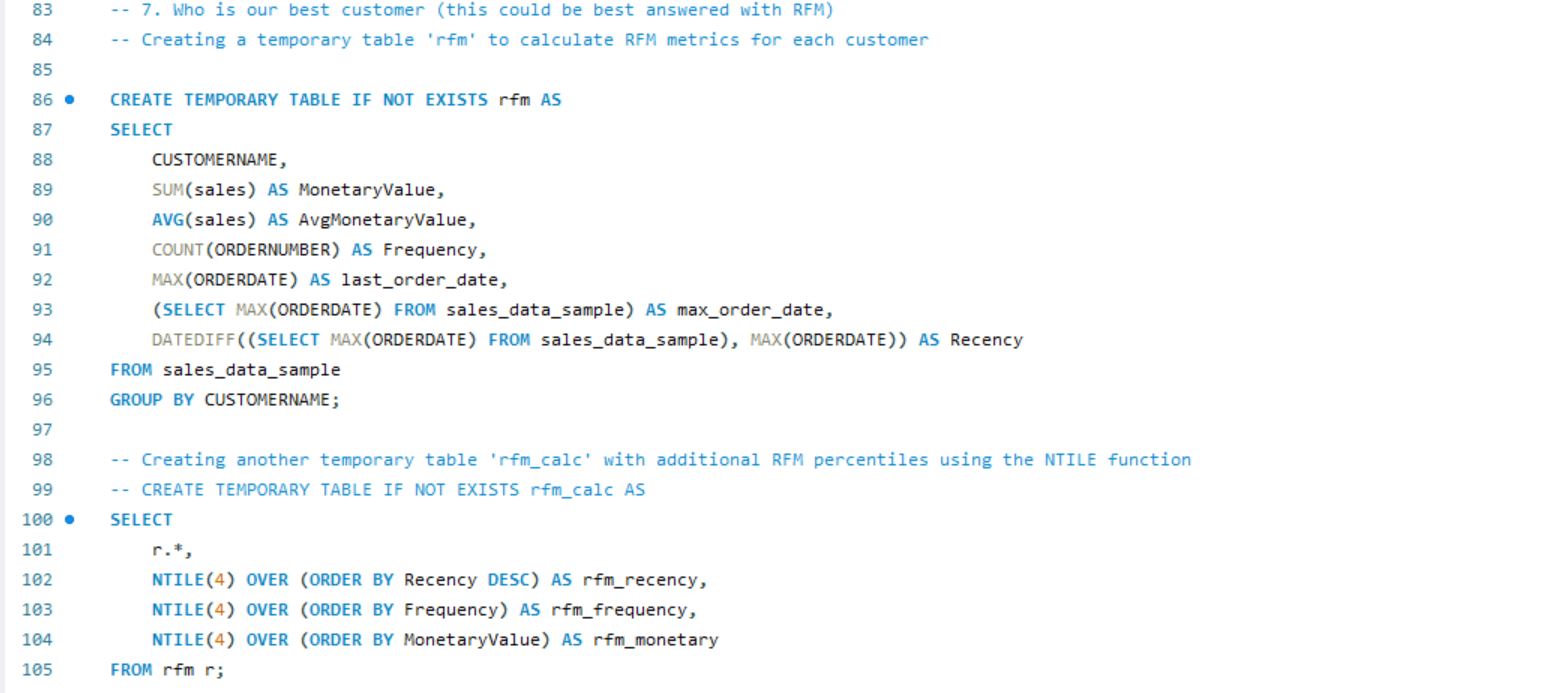 83 -- 7. Who is our best customer (this could be best answered with RFM)
84 -- Creating a temporary table 'rfm' to calculate RFM metrics for each customer
85
86 CREATE TEMPORARY TABLE IF NOT EXISTS rfm AS
87 SELECT
88 CUSTOMERNAME,
89 SUM(sales) AS MonetaryValue,
90 AVG(sales) AS AvgMonetaryValue,
91 COUNT(ORDERNUMBER) AS Frequency,
92 MAX(ORDERDATE) AS last_order_date,
93 (SELECT MAX(ORDERDATE) FROM sales_data_sample) AS max_order_date,
94 DATEDIFF((SELECT MAX(ORDERDATE) FROM sales_data_sample), MAX(ORDERDATE)) AS Recency
95 FROM sales_data_sample
96 GROUP BY CUSTOMERNAME;
97
98 -- Creating another temporary table 'rfm_calc' with additional RFM percentiles using the NTILE function
99 -- CREATE TEMPORARY TABLE IF NOT EXISTS rfm_calc AS
100 SELECT
101 r.*,
102 NTILE(4) OVER (ORDER BY Recency DESC) AS rfm_recency,
103 NTILE(4) OVER (ORDER BY Frequency) AS rfm_frequency,
104 NTILE(4) OVER (ORDER BY MonetaryValue) AS rfm_monetary
105 FROM rfm r;